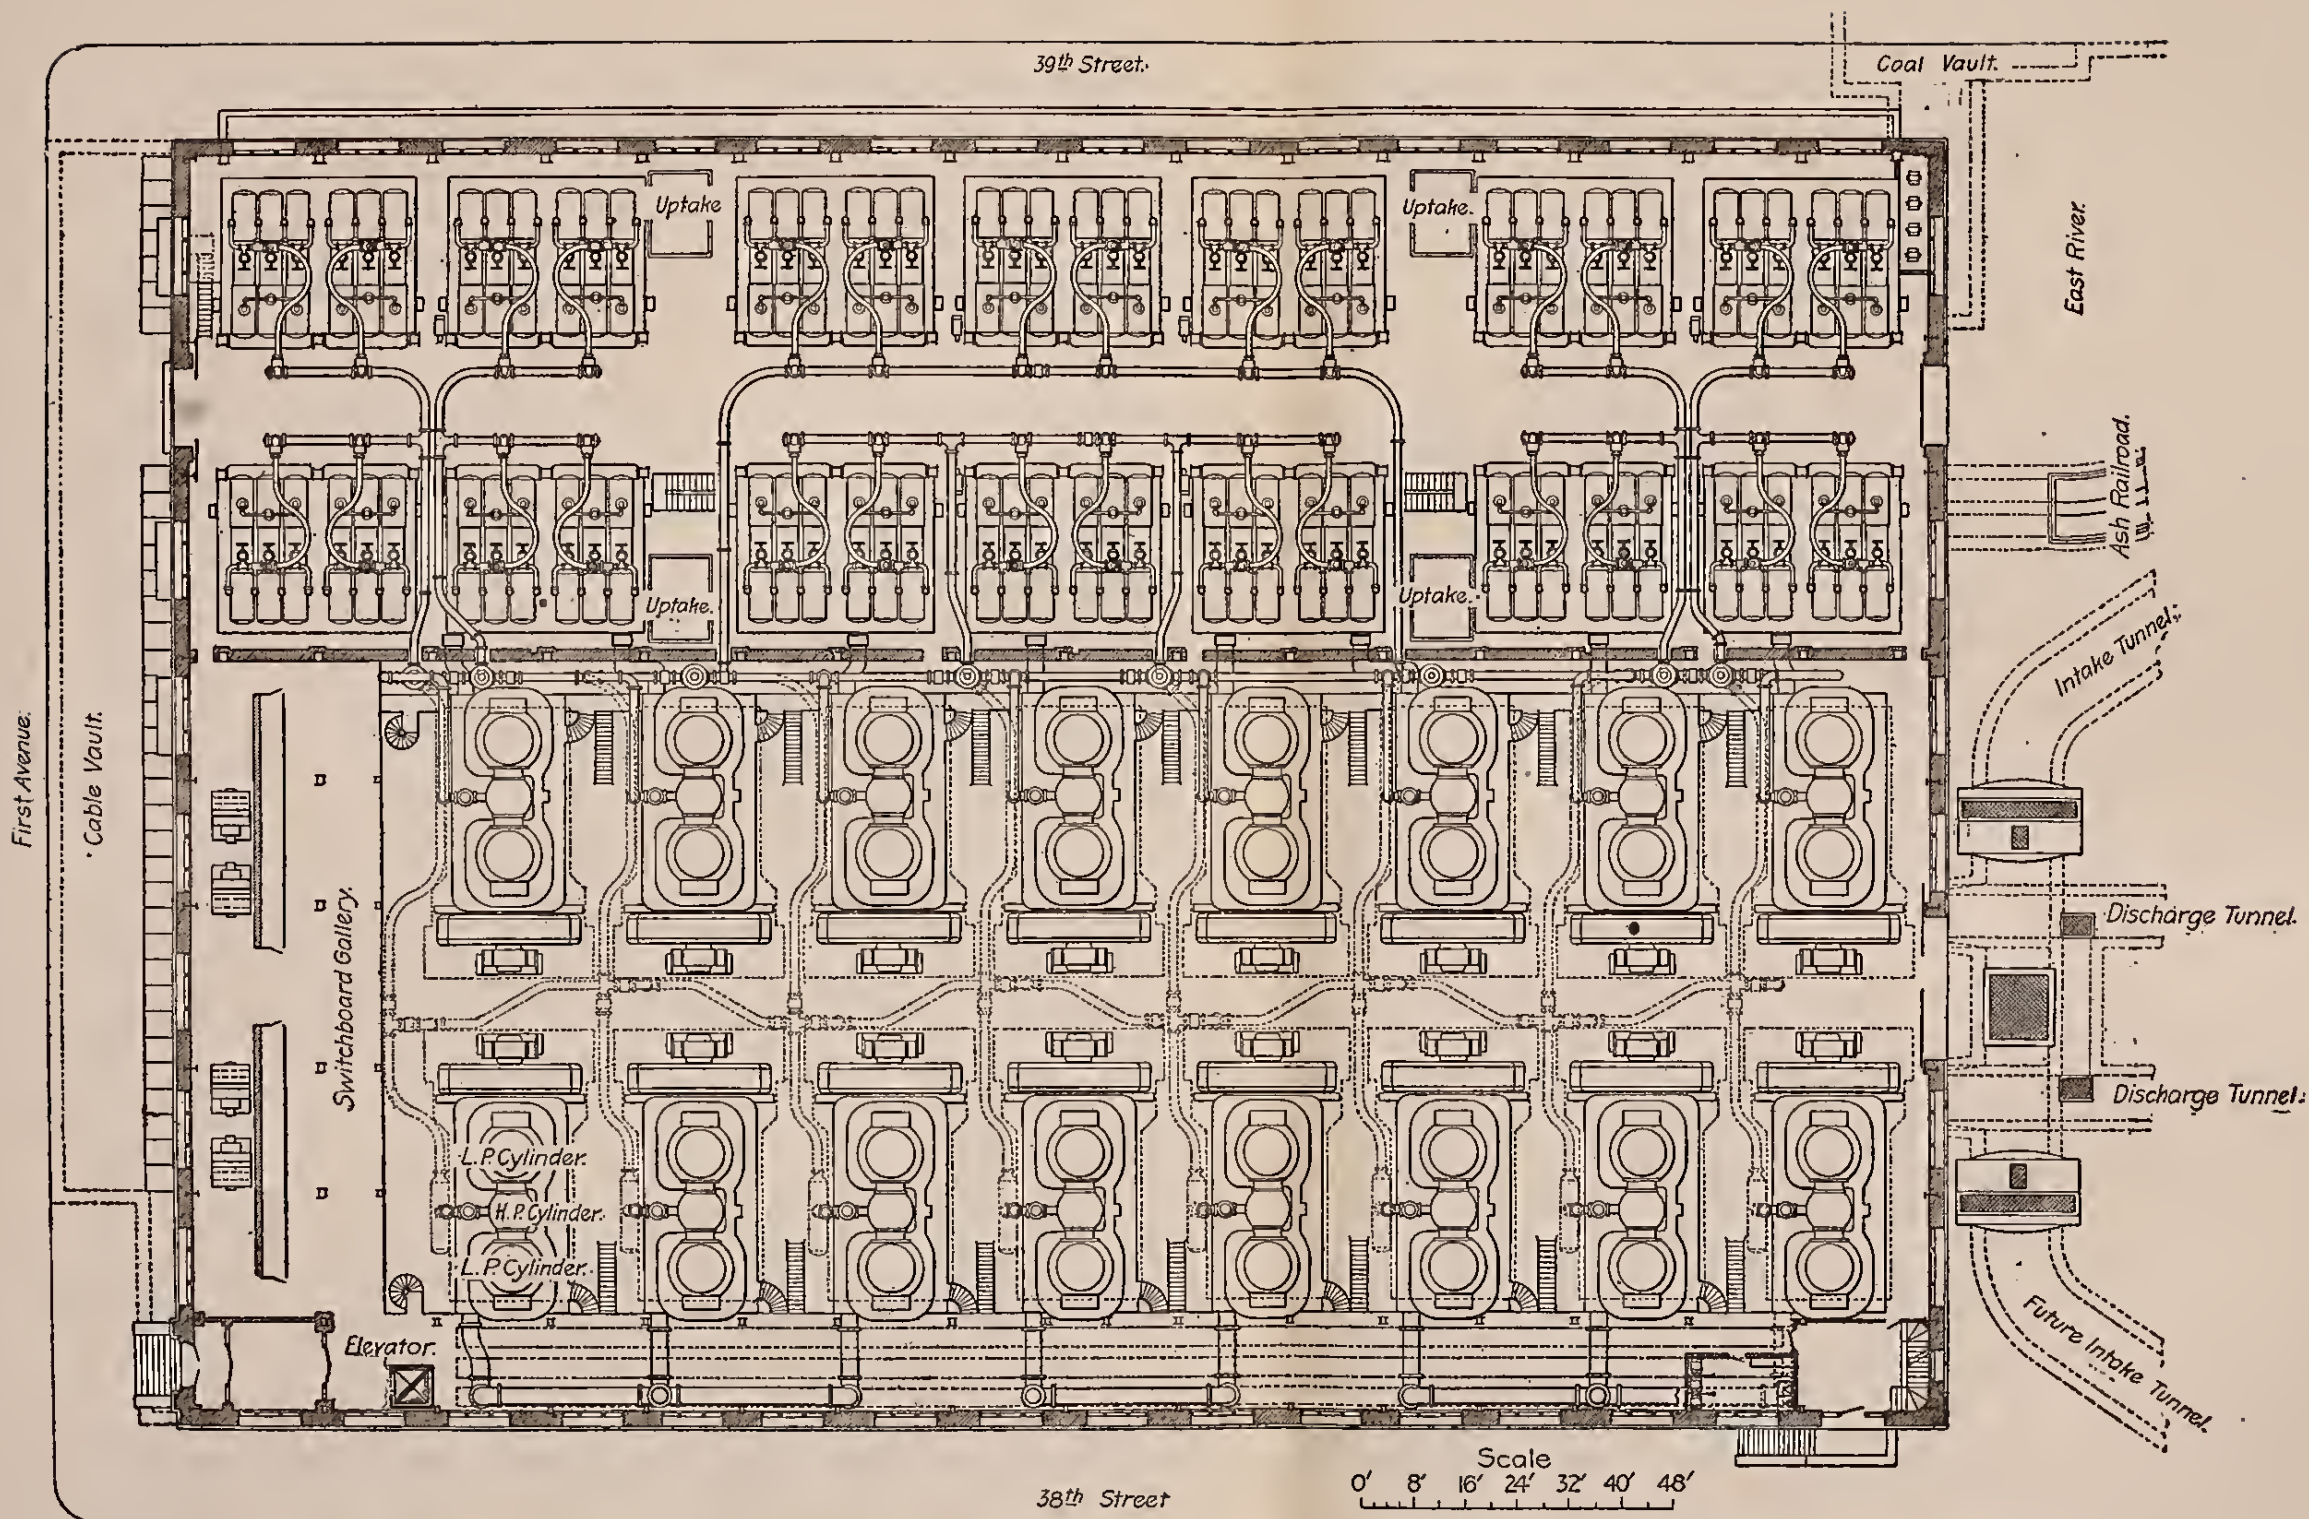 39th Street.
Coal Vault.
Uptake
Uptake.
East River.
Ash Railroad.
Uptake.
Uptake.
Intake Tunnel.
First Avenue.
Cable Vault.
Switchboard Gallery.
Discharge Tunnel.
Discharge Tunnel.
L.P. Cylinder.
H.P. Cylinder.
L.P. Cylinder.
Elevator.
Future Intake Tunnel.
Scale
0' 8' 16' 24' 32' 40' 48'
38th Street